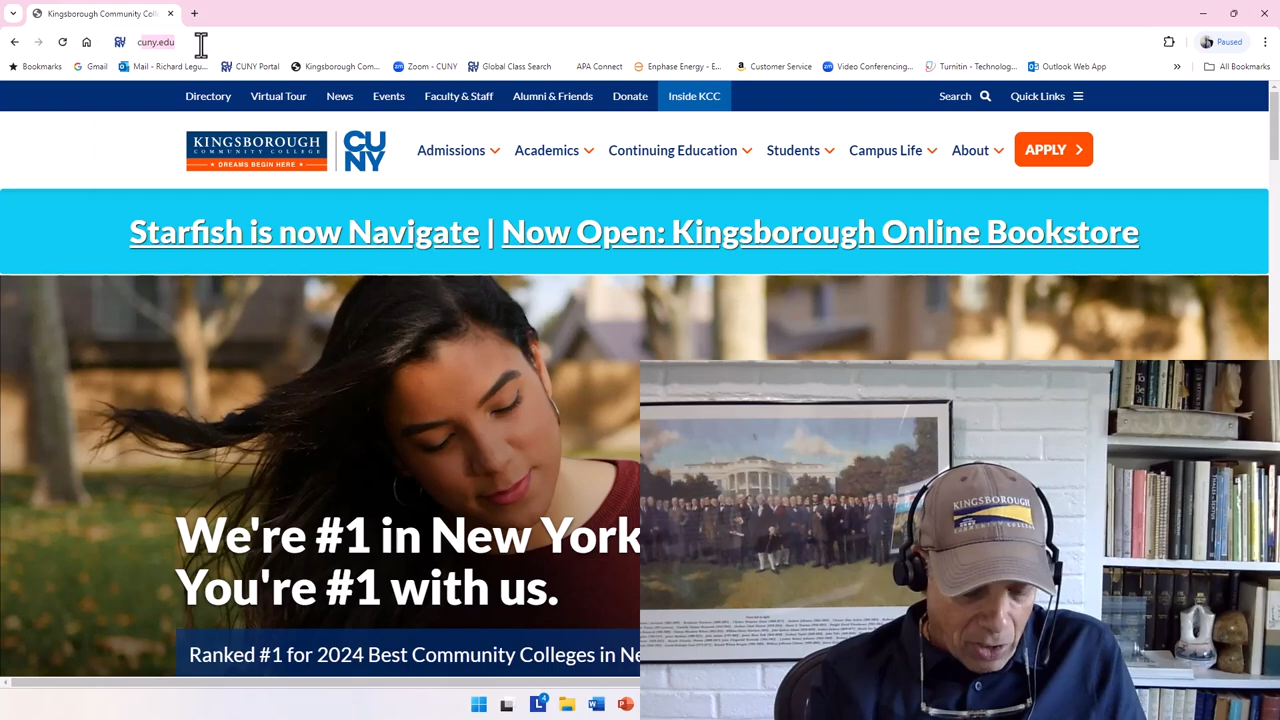 Kingsborough Community Coll
cuny.edu
Paused
Bookmarks
Gmail
Mail - Richard Legu...
CUNY Portal
Kingsborough Com...
Zoom - CUNY
Global Class Search
APA Connect
Enphase Energy - E...
Customer Service
Video Conferencing...
Turnitin - Technolog...
Outlook Web App
»
All Bookmarks
Directory
Virtual Tour
News
Events
Faculty & Staff
Alumni & Friends
Donate
Inside KCC
Search
Quick Links
KINGSBOROUGH
COMMUNITY COLLEGE
DREAMS BEGIN HERE
CU
NY
Admissions
Academics
Continuing Education
Students
Campus Life
About
APPLY
Starfish is now Navigate | Now Open: Kingsborough Online Bookstore
We're #1 in New York
You're #1 with us.
Ranked #1 for 2024 Best Community Colleges in Ne
KINGSBOROUGH